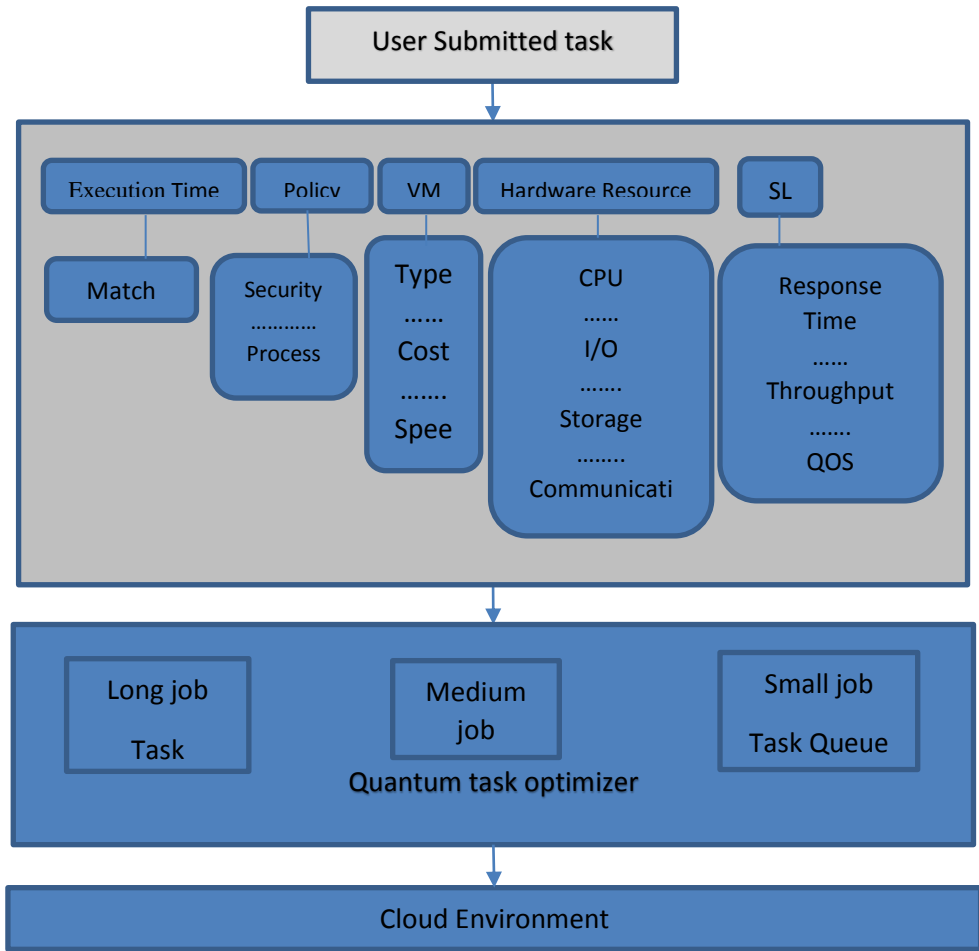 User Submitted task
Execution Time
Policy
VM
Hardware Resource
SL
Match
Security
…………
Process
Type
……
Cost
…….
Spee
CPU
……
I/O
…….
Storage
……..
Communicati
Response
Time
……
Throughput
…….
QOS
Long job
Task
Medium
job
Small job
Task Queue
Quantum task optimizer
Cloud Environment